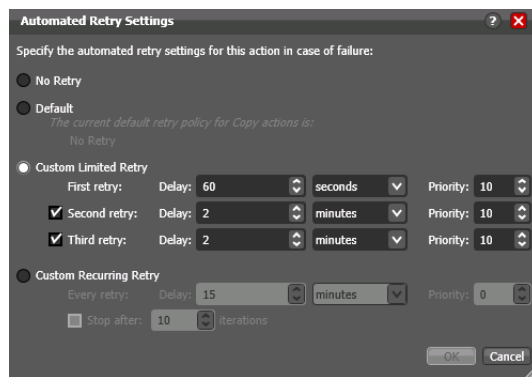 Automated Retry Settings ?
Specify the automated retry settings for this action in case of failure:
No Retry
Default
The current default retry policy for Copy actions is:
No Retry
Custom Limited Retry
First retry: Delay: 60 seconds Priority: 10
Second retry: Delay: 2 minutes Priority: 10
Third retry: Delay: 2 minutes Priority: 10
Custom Recurring Retry
Every retry: Delay: 15 minutes Priority: 0
Stop after: 10 iterations
OK Cancel